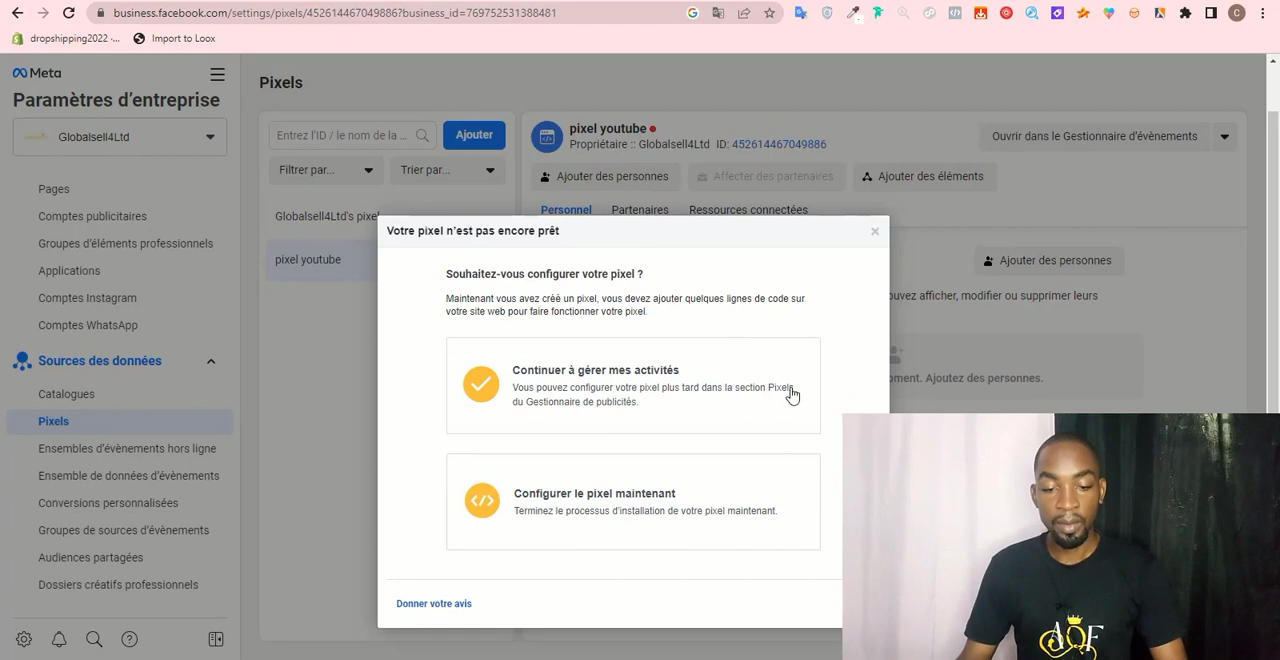 business.facebook.com/settings/pixels/452614467049886?business_id=769752531388481
dropshipping2022 -...
Import to Loox
C
Meta
Paramètres d'entreprise
Globalsell4Ltd
Pages
Comptes publicitaires
Groupes d'éléments professionnels
Applications
Comptes Instagram
Comptes WhatsApp
Sources des données
Catalogues
Pixels
Ensembles d'évènements hors ligne
Ensemble de données d'évènements
Conversions personnalisées
Groupes de sources d'évènements
Audiences partagées
Dossiers créatifs professionnels
Pixels
Entrez l'ID / le nom de la ...
Ajouter
Filtrer par...
Trier par...
Globalsell4Ltd's pixel
pixel youtube
pixel youtube
Propriétaire :: Globalsell4Ltd ID: 452614467049886
Ouvrir dans le Gestionnaire d'évènements
Ajouter des personnes
Affecter des partenaires
Ajouter des éléments
Personnel
Partenaires
Ressources connectées
Ajouter des personnes
ouvez afficher, modifier ou supprimer leurs
oment. Ajoutez des personnes.
Votre pixel n'est pas encore prêt
Souhaitez-vous configurer votre pixel ?
Maintenant vous avez créé un pixel, vous devez ajouter quelques lignes de code sur
votre site web pour faire fonctionner votre pixel.
Continuer à gérer mes activités
Vous pouvez configurer votre pixel plus tard dans la section Pixels
du Gestionnaire de publicités.
Configurer le pixel maintenant
Terminez le processus d'installation de votre pixel maintenant.
Donner votre avis
AOF